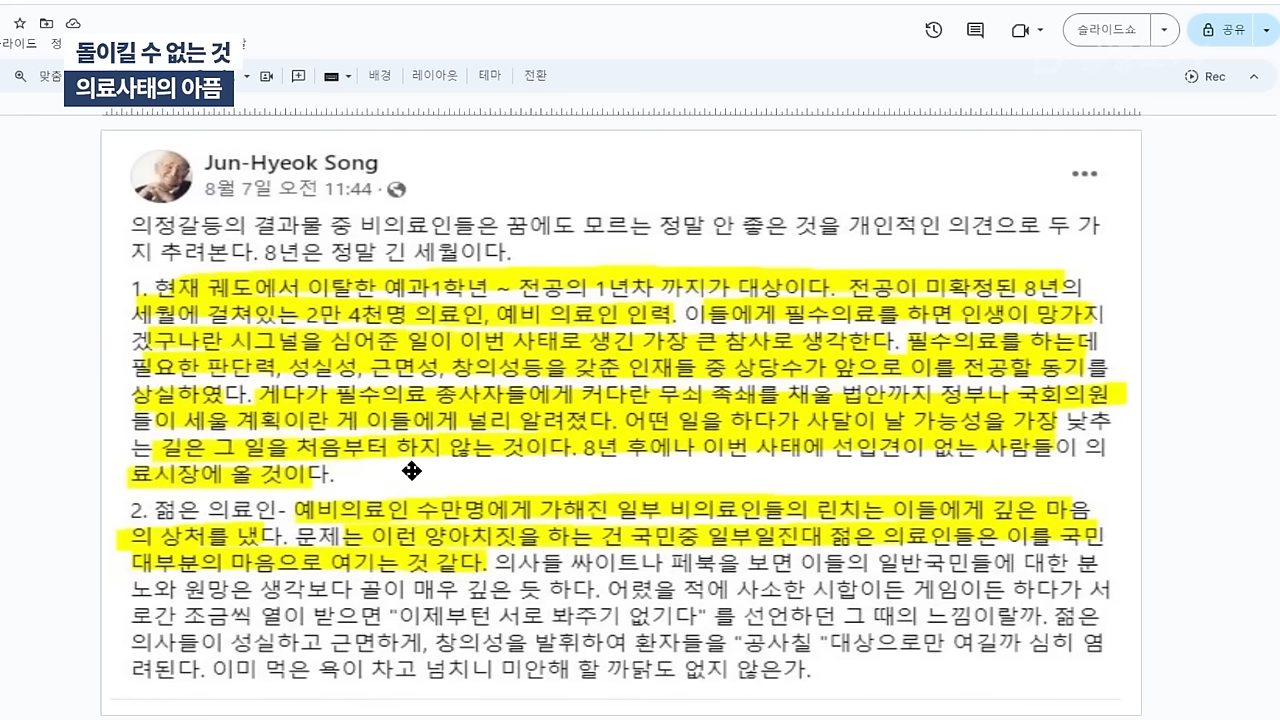 라이드
돌이킬 수 없는 것
의료사태의 아픔
맞춤
배경
레이아웃
테마
전환
슬라이드쇼
공유
Rec
Jun-Hyeok Song
8월 7일 오전 11:44 ·
의정갈등의 결과물 중 비의료인들은 꿈에도 모르는 정말 안 좋은 것을 개인적인 의견으로 두 가
지 추려본다. 8년은 정말 긴 세월이다.
1. 현재 궤도에서 이탈한 예과1학년 ~ 전공의 1년차 까지가 대상이다. 전공이 미확정된 8년의
세월에 걸쳐있는 2만 4천명 의료인, 예비 의료인 인력. 이들에게 필수의료를 하면 인생이 망가지
겠구나란 시그널을 심어준 일이 이번 사태로 생긴 가장 큰 참사로 생각한다. 필수의료를 하는데
필요한 판단력, 성실성, 근면성, 창의성등을 갖춘 인재들 중 상당수가 앞으로 이를 전공할 동기를
상실하였다. 게다가 필수의료 종사자들에게 커다란 무쇠 족쇄를 채울 법안까지 정부나 국회의원
들이 세울 계획이란 게 이들에게 널리 알려졌다. 어떤 일을 하다가 사달이 날 가능성을 가장 낮추
는 길은 그 일을 처음부터 하지 않는 것이다. 8년 후에나 이번 사태에 선입견이 없는 사람들이 의
료시장에 올 것이다.
2. 젊은 의료인- 예비의료인 수만명에게 가해진 일부 비의료인들의 린치는 이들에게 깊은 마음
의 상처를 냈다. 문제는 이런 양아치짓을 하는 건 국민중 일부일진대 젊은 의료인들은 이를 국민
대부분의 마음으로 여기는 것 같다. 의사들 싸이트나 페북을 보면 이들의 일반국민들에 대한 분
노와 원망은 생각보다 골이 매우 깊은 듯 하다. 어렸을 적에 사소한 시합이든 게임이든 하다가 서
로간 조금씩 열이 받으면 "이제부턴 서로 봐주기 없기다" 를 선언하던 그 때의 느낌이랄까. 젊은
의사들이 성실하고 근면하게, 창의성을 발휘하여 환자들을 "공사칠 "대상으로만 여길까 심히 염
려된다. 이미 먹은 욕이 차고 넘치니 미안해 할 까닭도 없지 않은가.